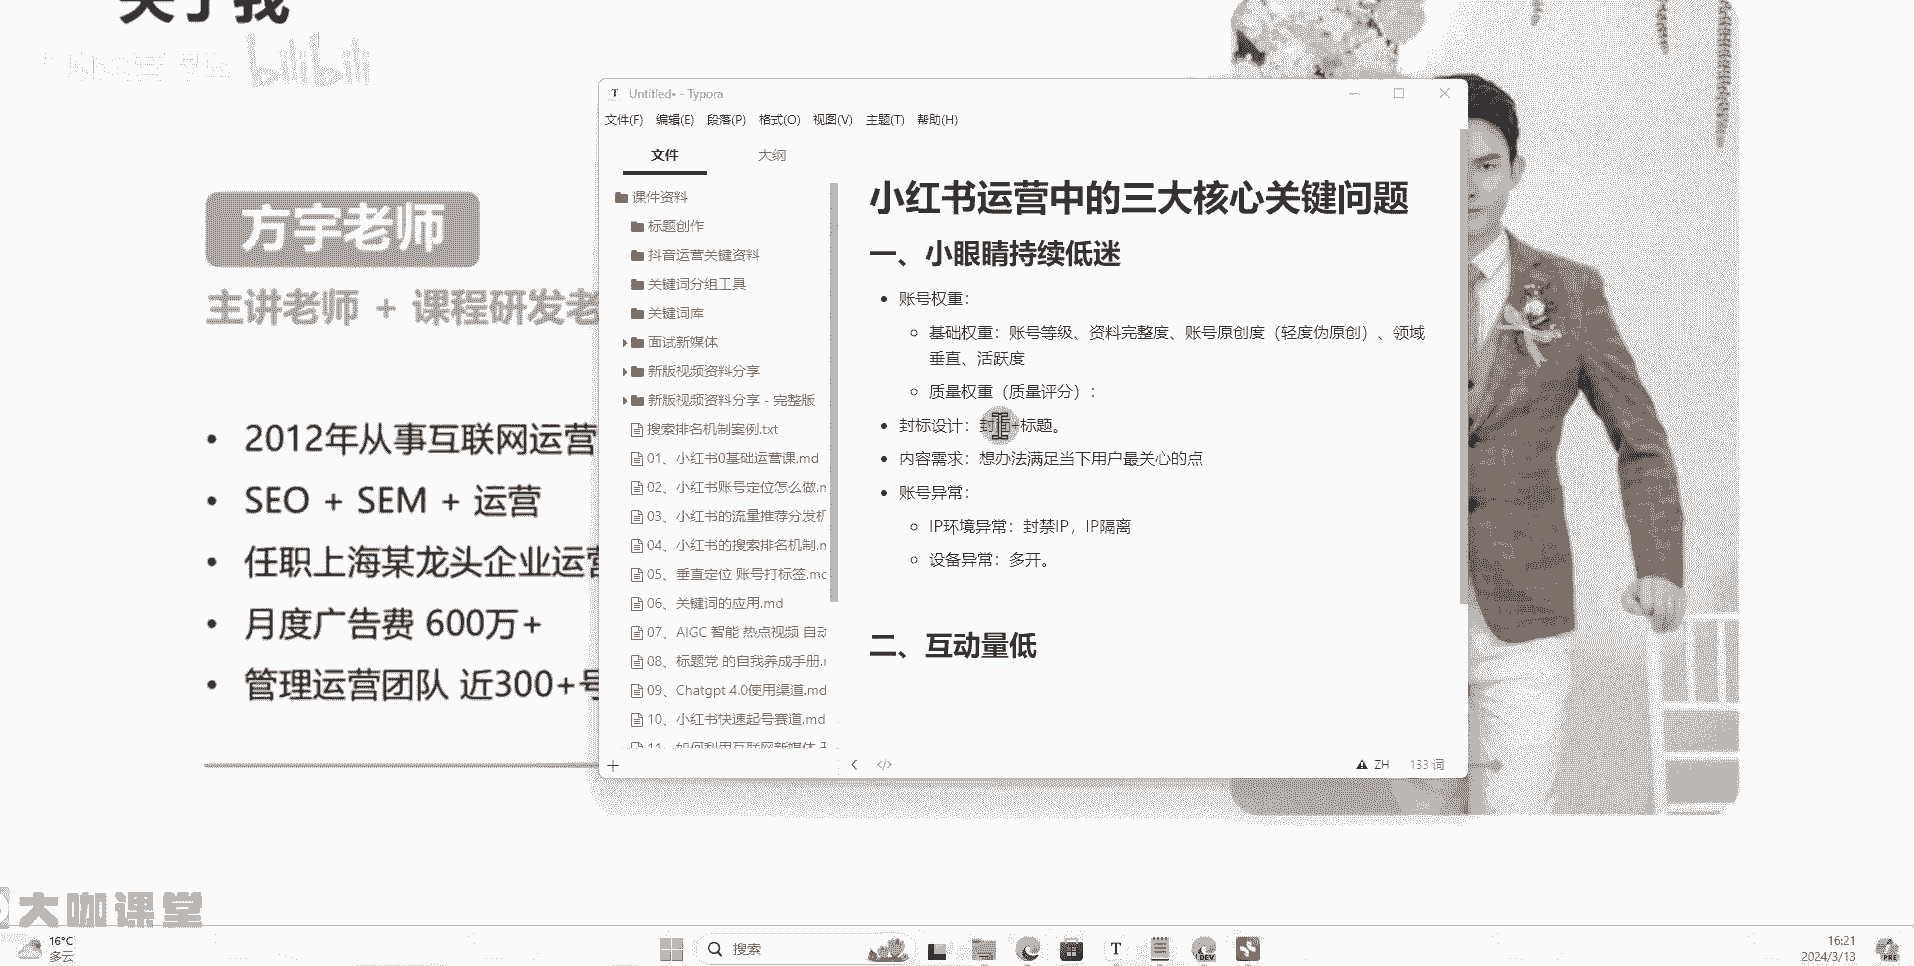 关于我
bilibili
方宇老师
主讲老师 + 课程研发老
2012年从事互联网运营
SEO + SEM + 运营
任职上海某龙头企业运营
月度广告费 600万+
管理运营团队 近300+号
Untitled• - Typora
文件(F) 编辑(E) 段落(P) 格式(O) 视图(V) 主题(T) 帮助(H)
文件 大纲
课件资料
标题创作
抖音运营关键资料
关键词分组工具
关键词库
面试新媒体
新版视频资料分享
新版视频资料分享 - 完整版
搜索排名机制案例.txt
01、小红书0基础运营课.md
02、小红书账号定位怎么做.m
03、小红书的流量推荐分发机
04、小红书的搜索排名机制.m
05、垂直定位 账号打标签.md
06、关键词的应用.md
07、AIGC 智能 热点视频 自动
08、标题党 的自我养成手册.m
09、Chatgpt 4.0使用渠道.md
10、小红书快速起号赛道.md
11、如何利用互联网新媒体
小红书运营中的三大核心关键问题
一、小眼睛持续低迷
账号权重：
基础权重：账号等级、资料完整度、账号原创度（轻度伪原创）、领域
垂直、活跃度
质量权重（质量评分）：
封标设计：封面+标题。
内容需求：想办法满足当下用户最关心的点
账号异常：
IP环境异常：封禁IP，IP隔离
设备异常：多开。
二、互动量低
ZH 133 词
大咖课堂
16°C
多云
搜索
T
DEV
16:21
2024/3/13
PRE